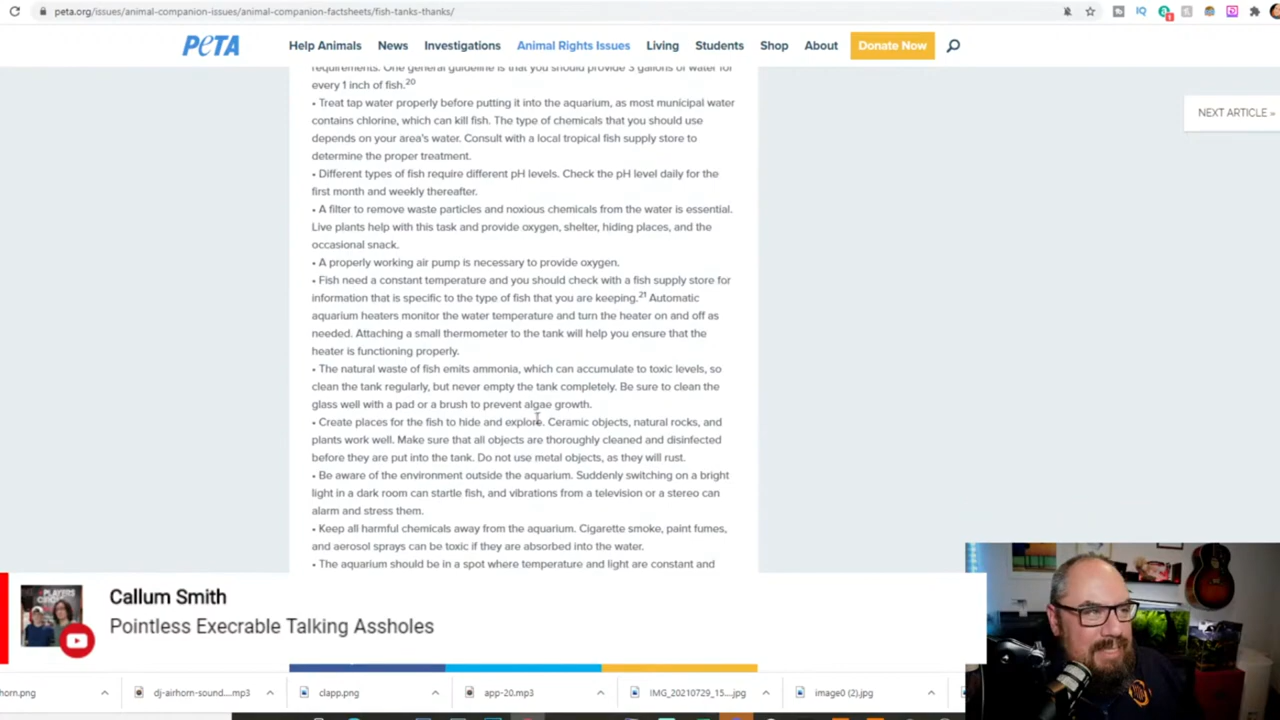 peta.org/issues/animal-companion-issues/animal-companion-factsheets/fish-tanks-thanks/
PeTA
Help Animals
News
Investigations
Animal Rights Issues
Living
Students
Shop
About
Donate Now
requirements. One general guideline is that you should provide 3 gallons of water for
every 1 inch of fish.20
• Treat tap water properly before putting it into the aquarium, as most municipal water
contains chlorine, which can kill fish. The type of chemicals that you should use
depends on your area's water. Consult with a local tropical fish supply store to
determine the proper treatment.
• Different types of fish require different pH levels. Check the pH level daily for the
first month and weekly thereafter.
• A filter to remove waste particles and noxious chemicals from the water is essential.
Live plants help with this task and provide oxygen, shelter, hiding places, and the
occasional snack.
• A properly working air pump is necessary to provide oxygen.
• Fish need a constant temperature and you should check with a fish supply store for
information that is specific to the type of fish that you are keeping.21 Automatic
aquarium heaters monitor the water temperature and turn the heater on and off as
needed. Attaching a small thermometer to the tank will help you ensure that the
heater is functioning properly.
• The natural waste of fish emits ammonia, which can accumulate to toxic levels, so
clean the tank regularly, but never empty the tank completely. Be sure to clean the
glass well with a pad or a brush to prevent algae growth.
• Create places for the fish to hide and explore. Ceramic objects, natural rocks, and
plants work well. Make sure that all objects are thoroughly cleaned and disinfected
before they are put into the tank. Do not use metal objects, as they will rust.
• Be aware of the environment outside the aquarium. Suddenly switching on a bright
light in a dark room can startle fish, and vibrations from a television or a stereo can
alarm and stress them.
• Keep all harmful chemicals away from the aquarium. Cigarette smoke, paint fumes,
and aerosol sprays can be toxic if they are absorbed into the water.
• The aquarium should be in a spot where temperature and light are constant and
NEXT ARTICLE »
Callum Smith
Pointless Execrable Talking Assholes
horn.png
dj-airhorn-sound....mp3
clapp.png
app-20.mp3
IMG_20210729_15....jpg
image0 (2).jpg